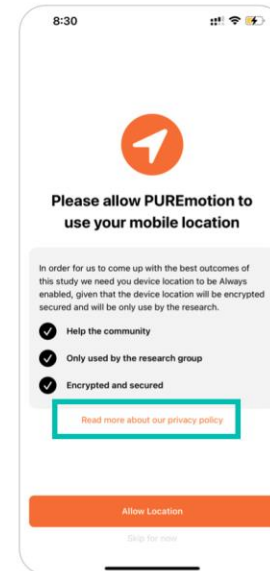 8:30
Please allow PUREmotion to
use your mobile location
In order for us to come up with the best outcomes of
this study we need you device location to be Always
enabled, given that the device location will be encrypted
secured and will be only use by the research.
Help the community
Only used by the research group
Encrypted and secured
Read more about our privacy policy
Allow Location
Skip for now